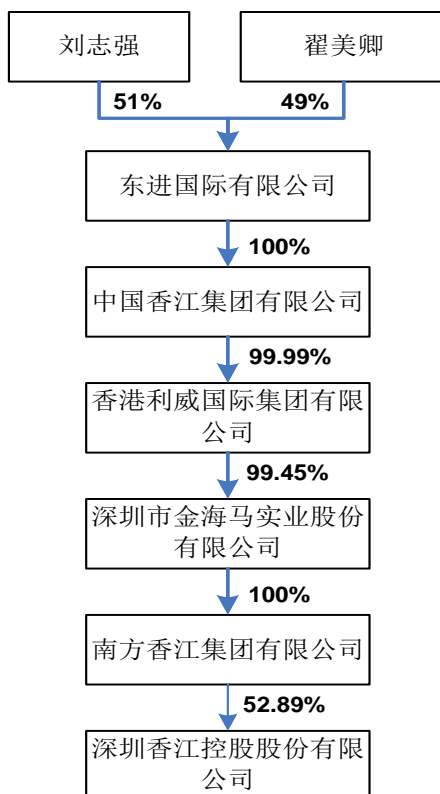 刘志强
翟美卿
51%
49%
东进国际有限公司
100%
中国香江集团有限公司
99.99%
香港利威国际集团有限
公司
99.45%
深圳市金海马实业股份
有限公司
100%
南方香江集团有限公司
52.89%
深圳香江控股股份有限
公司